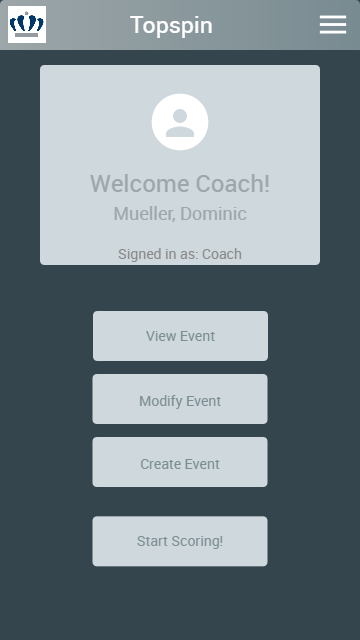 Topspin
Welcome Coach!
Mueller, Dominic
Signed in as: Coach
View Event
Modify Event
Create Event
Start Scoring!